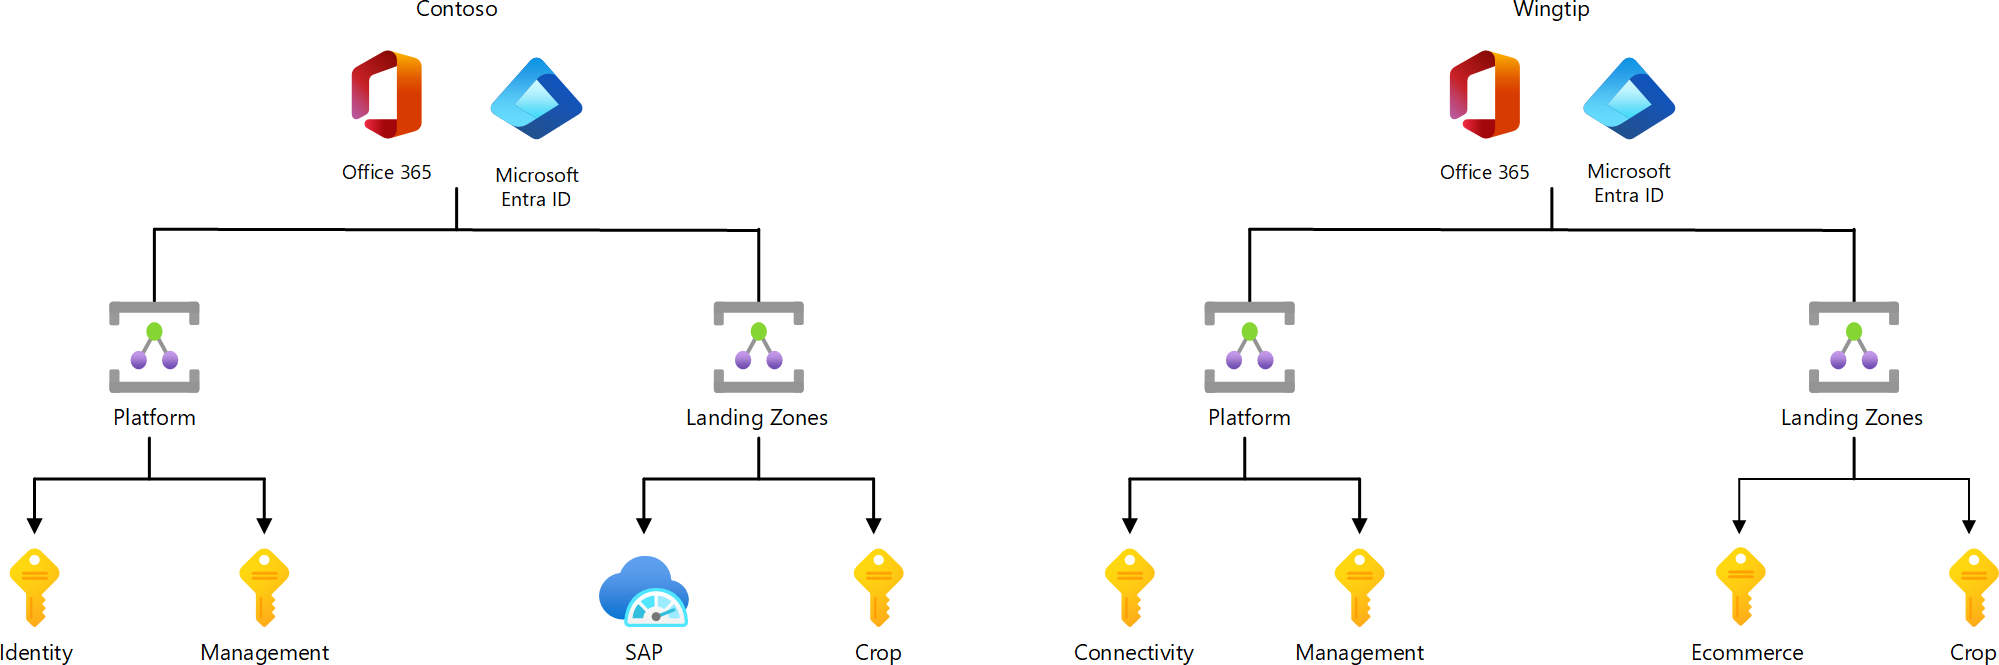 Contoso
Wingtip
Office 365
Microsoft
Entra ID
Office 365
Microsoft
Entra ID
Platform
Landing Zones
Platform
Landing Zones
Identity
Management
SAP
Crop
Connectivity
Management
Ecommerce
Crop